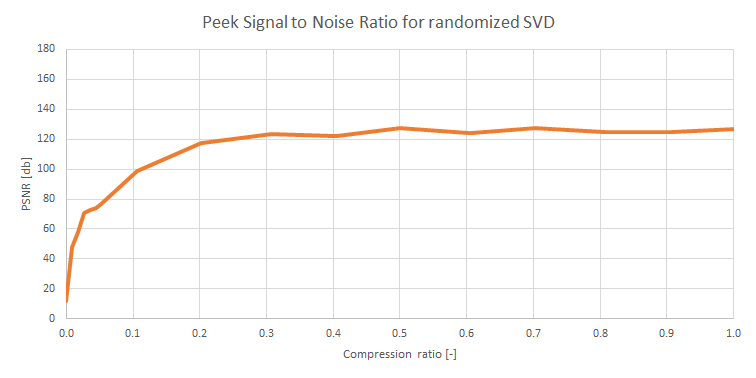 Peek Signal to Noise Ratio for randomized SVD
180
160
140
120
100
80
60
40
20
0
PSNR [db]
0.0 0.1 0.2 0.3 0.4 0.5 0.6 0.7 0.8 0.9 1.0
Compression ratio [-]